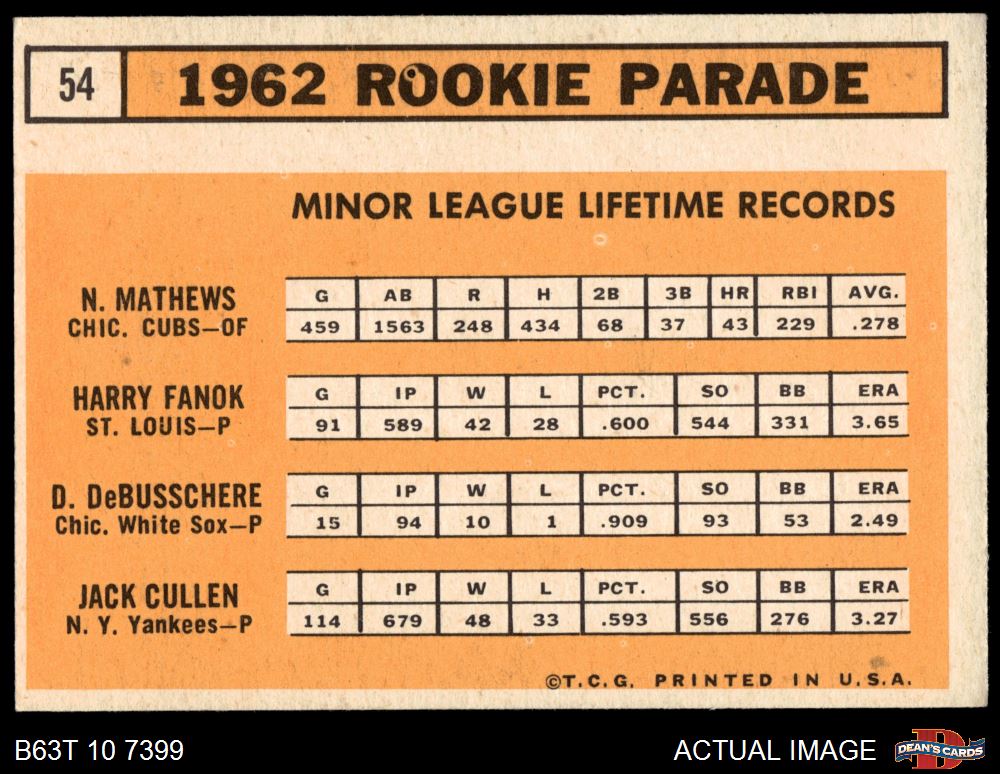 54 1962 ROOKIE PARADE
MINOR LEAGUE LIFETIME RECORDS
N. MATHEWS
CHIC. CUBS—OF
G AB R H 2B 3B HR RBI AVG.
459 1563 248 434 68 37 43 229 .278
HARRY FANOK
ST. LOUIS—P
G IP W L PCT. SO BB ERA
91 589 42 28 .600 544 331 3.65
D. DeBUSSCHERE
Chic. White Sox—P
G IP W L PCT. SO BB ERA
15 94 10 1 .909 93 53 2.49
JACK CULLEN
N. Y. Yankees—P
G IP W L PCT. SO BB ERA
114 679 48 33 .593 556 276 3.27
©T.C.G. PRINTED IN U.S.A.
B63T 10 7399 ACTUAL IMAGE
D
DEAN'S CARDS